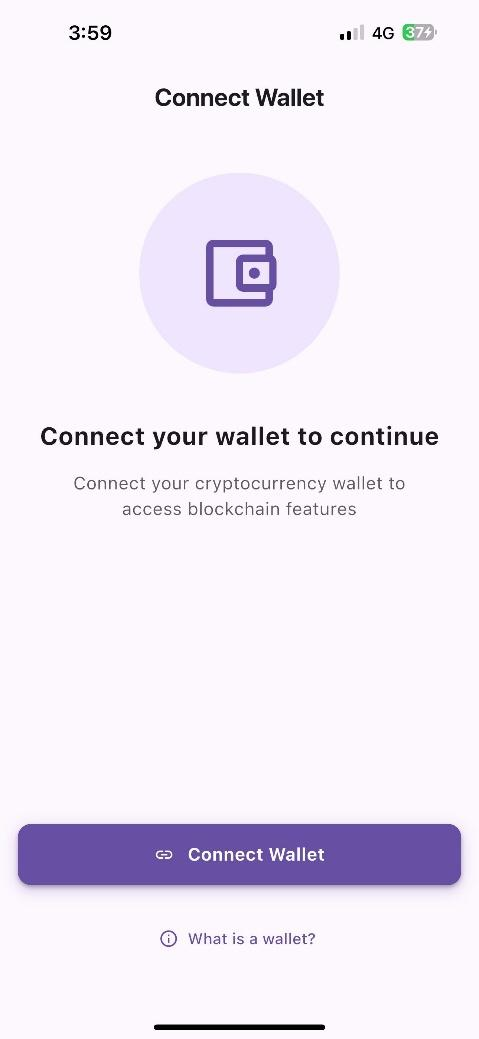 3:59
4G
37
Connect Wallet
Connect your wallet to continue
Connect your cryptocurrency wallet to
access blockchain features
Connect Wallet
What is a wallet?